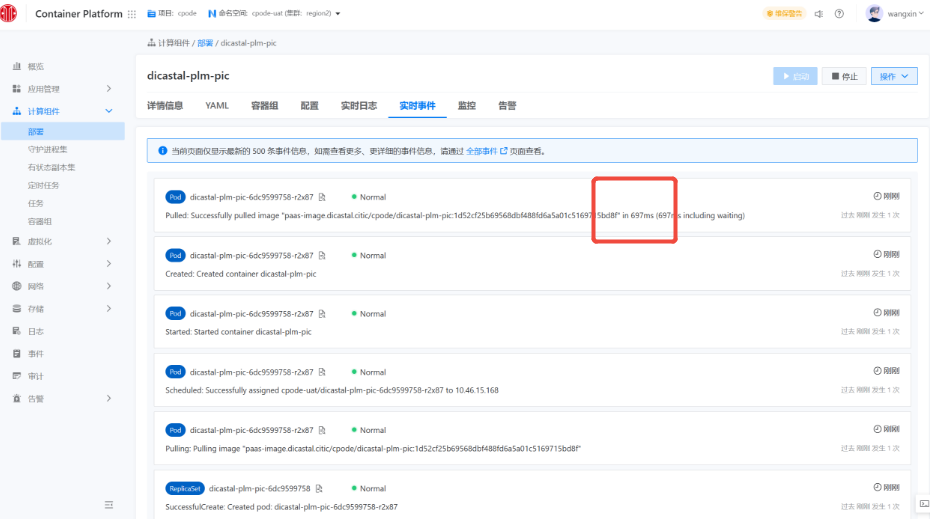 Container Platform 项目: cpode N 命名空间: cpode-uat (集群: region2) 维保警告 wangxin
计算组件 / 部署 / dicastal-plm-pic
概览
应用管理
计算组件
部署
守护进程集
有状态副本集
定时任务
任务
容器组
虚拟化
配置
网络
存储
日志
事件
审计
告警
dicastal-plm-pic 启动 停止 操作
详情信息 YAML 容器组 配置 实时日志 实时事件 监控 告警
当前页面仅显示最新的 500 条事件信息，如需查看更多、更详细的事件信息，请通过 全部事件 页面查看。
Pod dicastal-plm-pic-6dc9599758-r2x87 Normal 刚刚
Pulled: Successfully pulled image "paas-image.dicastal.citic/cpode/dicastal-plm-pic:1d52cf25b69568dbf488fd6a5a01c5169715bd8f" in 697ms (697ms including waiting) 过去 刚刚 发生 1 次
Pod dicastal-plm-pic-6dc9599758-r2x87 Normal 刚刚
Created: Created container dicastal-plm-pic 过去 刚刚 发生 1 次
Pod dicastal-plm-pic-6dc9599758-r2x87 Normal 刚刚
Started: Started container dicastal-plm-pic 过去 刚刚 发生 1 次
Pod dicastal-plm-pic-6dc9599758-r2x87 Normal 刚刚
Scheduled: Successfully assigned cpode-uat/dicastal-plm-pic-6dc9599758-r2x87 to 10.46.15.168 过去 刚刚 发生 1 次
Pod dicastal-plm-pic-6dc9599758-r2x87 Normal 刚刚
Pulling: Pulling image "paas-image.dicastal.citic/cpode/dicastal-plm-pic:1d52cf25b69568dbf488fd6a5a01c5169715bd8f" 过去 刚刚 发生 1 次
ReplicaSet dicastal-plm-pic-6dc9599758 Normal 刚刚
SuccessfulCreate: Created pod: dicastal-plm-pic-6dc9599758-r2x87 过去 刚刚 发生 1 次